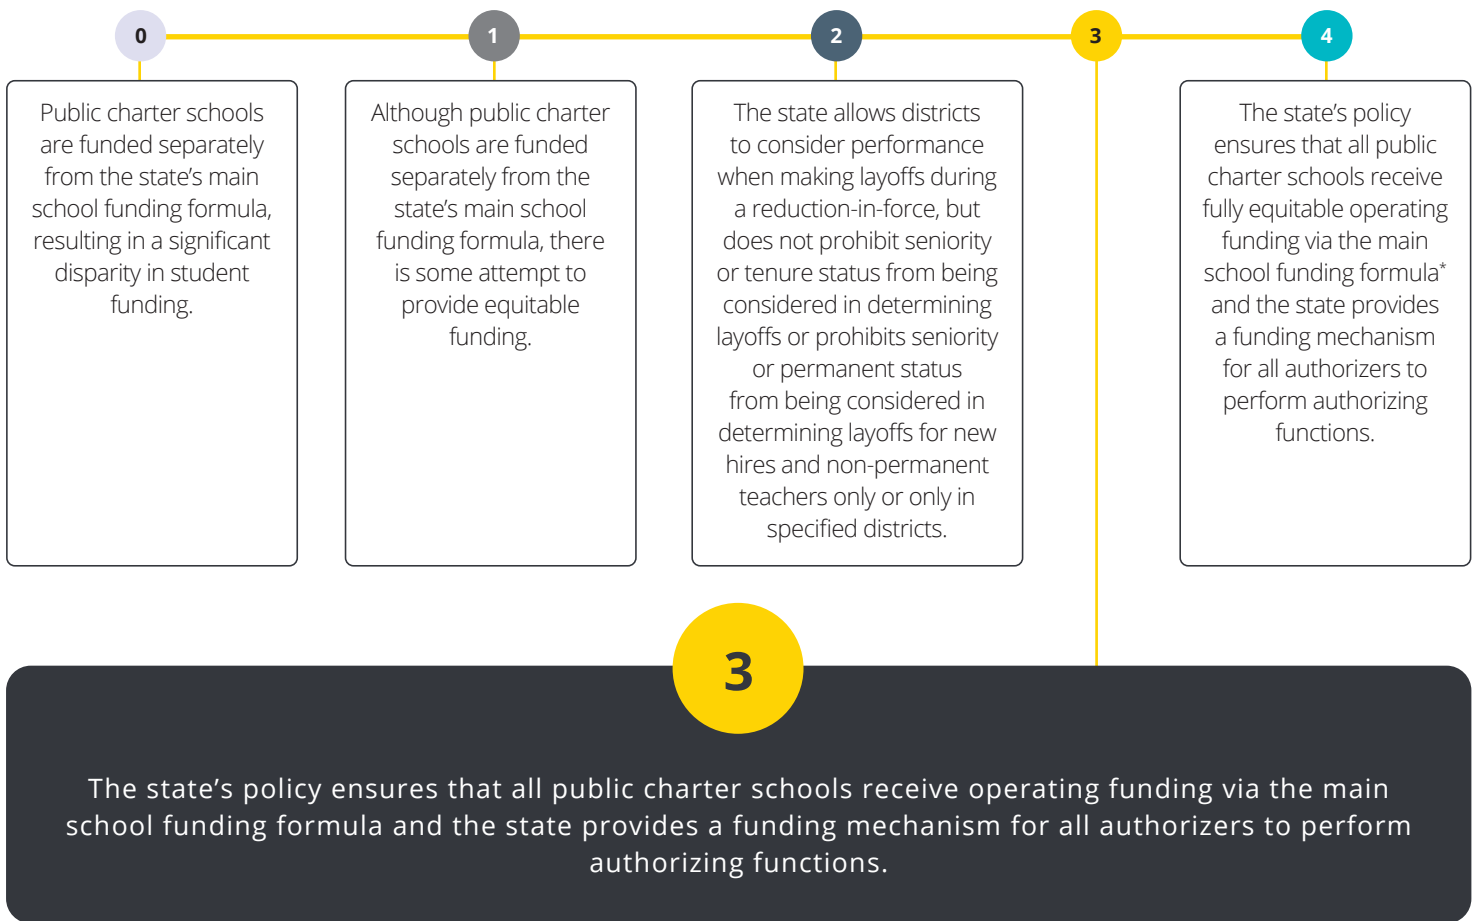 0
1
2
3
4
Public charter schools
are funded separately
from the state’s main
school funding formula,
resulting in a significant
disparity in student
funding.
Although public charter
schools are funded
separately from the
state’s main school
funding formula, there
is some attempt to
provide equitable
funding.
The state allows districts
to consider performance
when making layoffs during
a reduction-in-force, but
does not prohibit seniority
or tenure status from being
considered in determining
layoffs or prohibits seniority
or permanent status
from being considered in
determining layoffs for new
hires and non-permanent
teachers only or only in
specified districts.
The state’s policy
ensures that all public
charter schools receive
fully equitable operating
funding via the main
school funding formula*
and the state provides
a funding mechanism
for all authorizers to
perform authorizing
functions.
3
The state’s policy ensures that all public charter schools receive operating funding via the main
school funding formula and the state provides a funding mechanism for all authorizers to perform
authorizing functions.